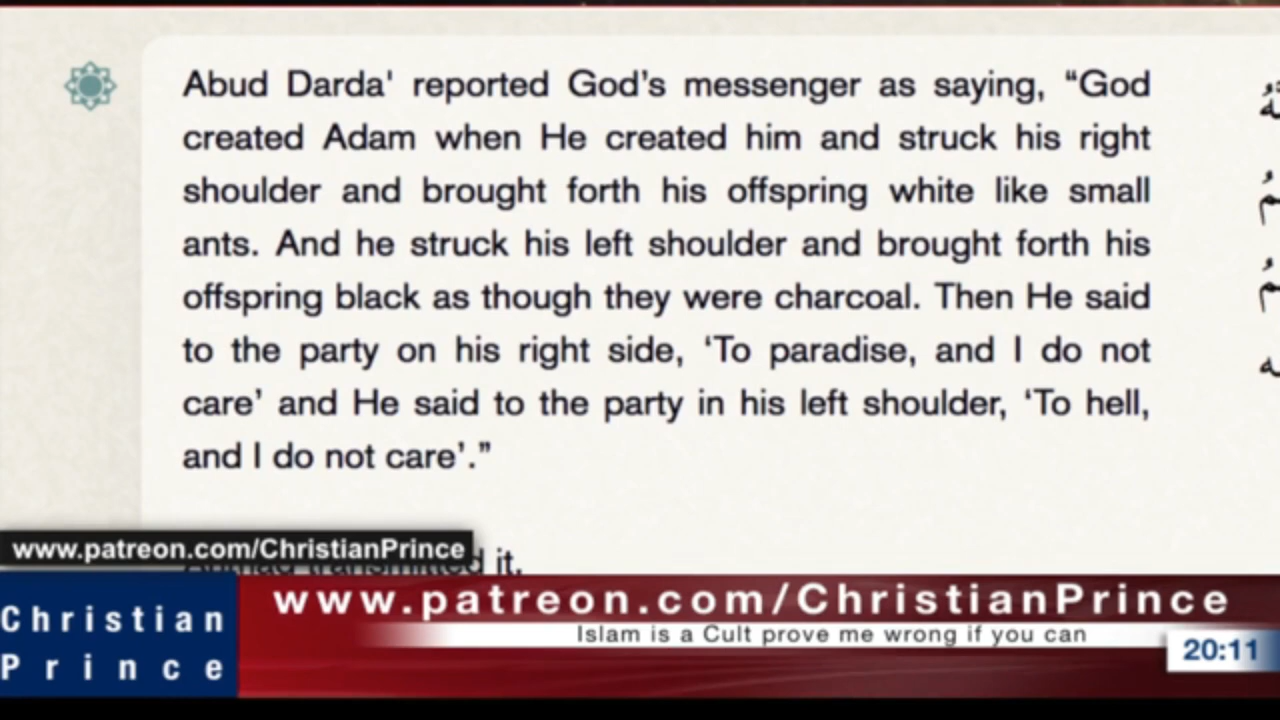 Abud Darda' reported God's messenger as saying, “God
created Adam when He created him and struck his right
shoulder and brought forth his offspring white like small
ants. And he struck his left shoulder and brought forth his
offspring black as though they were charcoal. Then He said
to the party on his right side, ‘To paradise, and I do not
care’ and He said to the party in his left shoulder, ‘To hell,
and I do not care’.”
it.
www.patreon.com/ChristianPrince
www.patreon.com/ChristianPrince
Islam is a Cult prove me wrong if you can
Christian
Prince
20:11